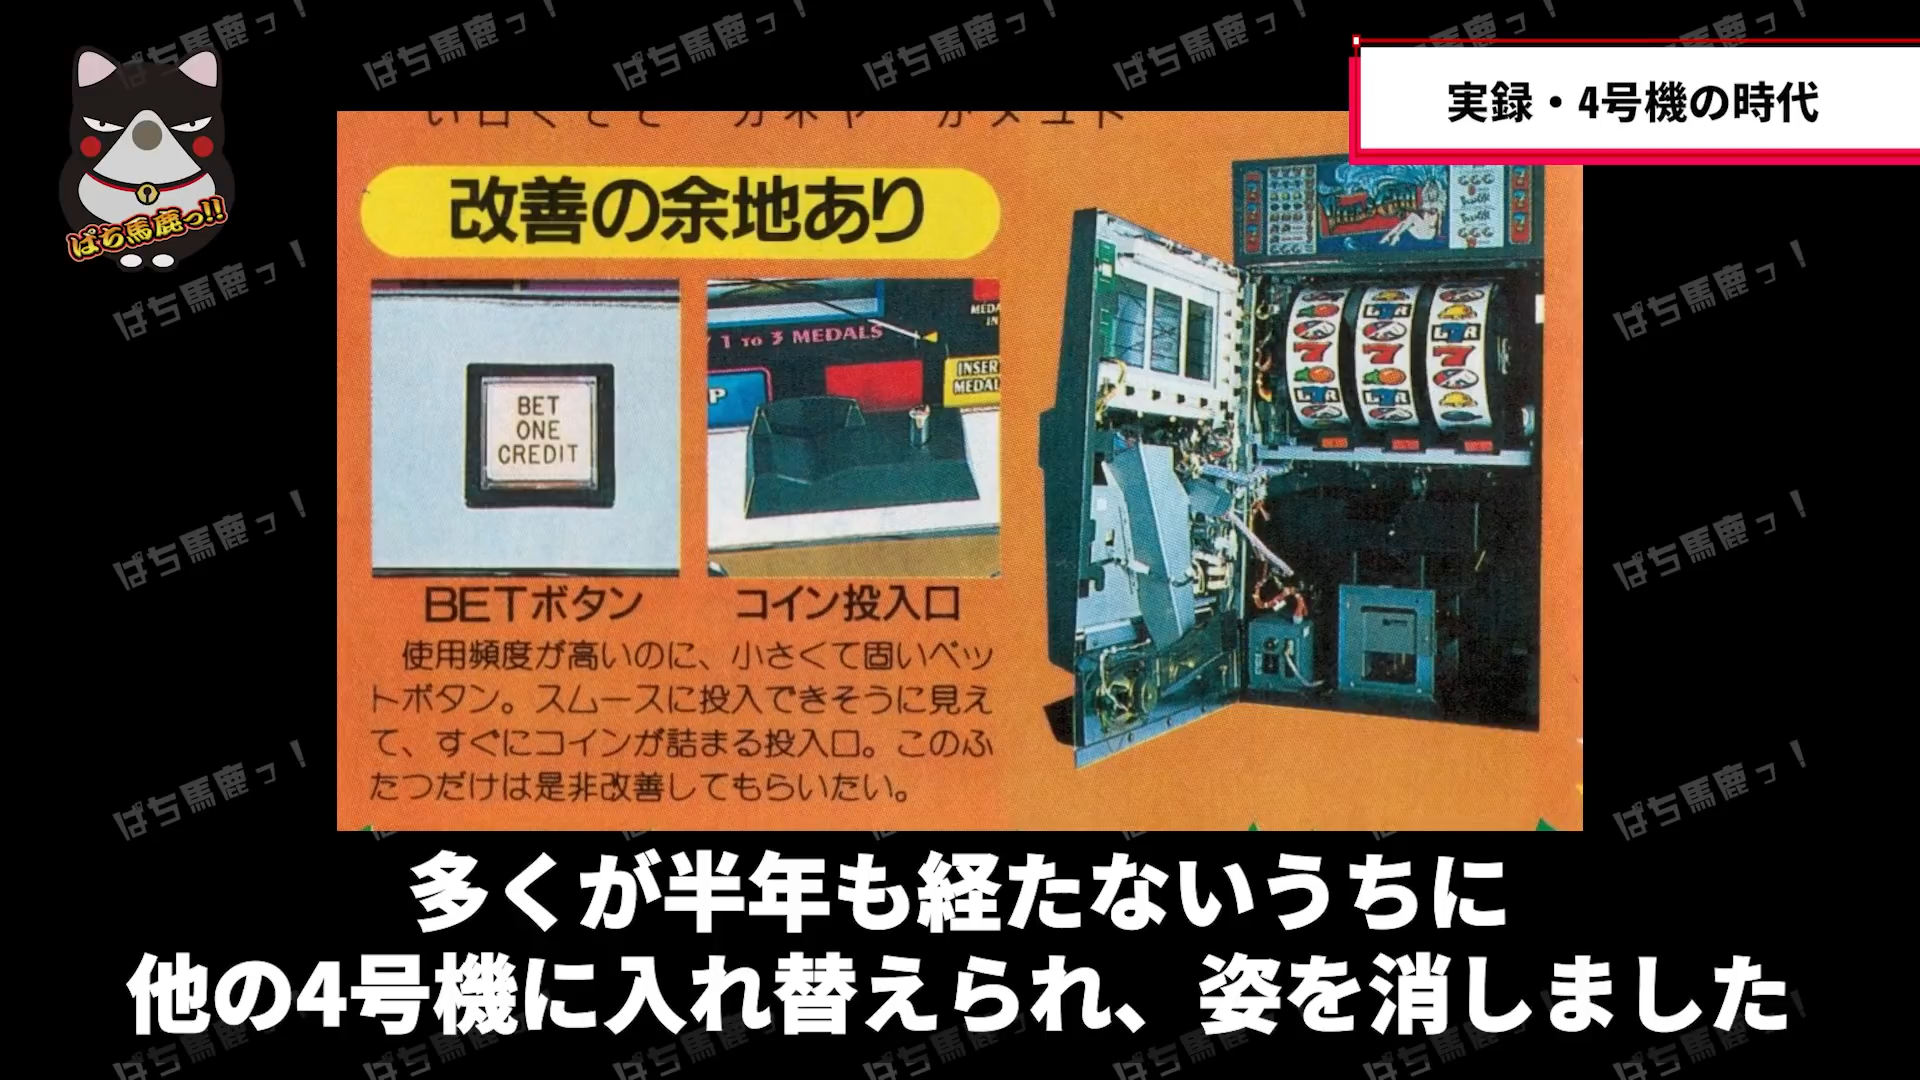 実録・4号機の時代
ぱち馬鹿っ!!
改善の余地あり
BET
ONE
CREDIT
1 TO 3 MEDALS
INSER
MEDAL
BETボタン
コイン投入口
使用頻度が高いのに、小さくて固いベッ
トボタン。スムースに投入できそうに見え
て、すぐにコインが詰まる投入口。このふ
たつだけは是非改善してもらいたい。
多くが半年も経たないうちに
他の4号機に入れ替えられ、姿を消しました
ぱち馬鹿っ!